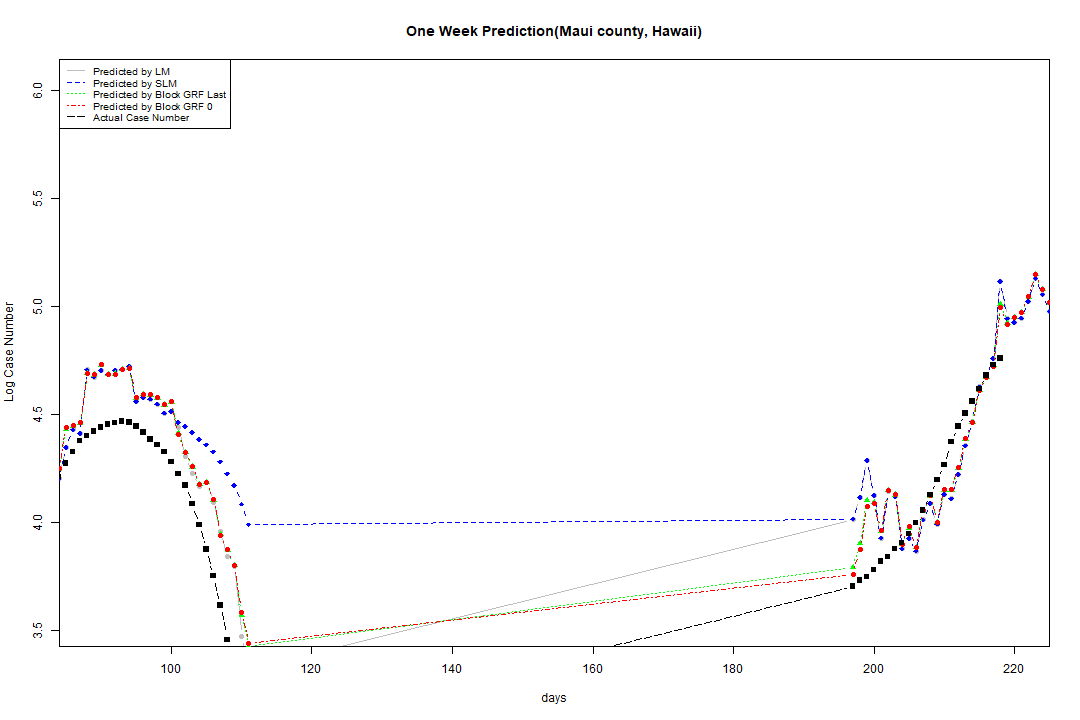 One Week Prediction(Maui county, Hawaii)
Predicted by LM
Predicted by SLM
Predicted by Block GRF Last
Predicted by Block GRF 0
Actual Case Number
6.0
5.5
5.0
4.5
4.0
3.5
Log Case Number
100 120 140 160 180 200 220
days